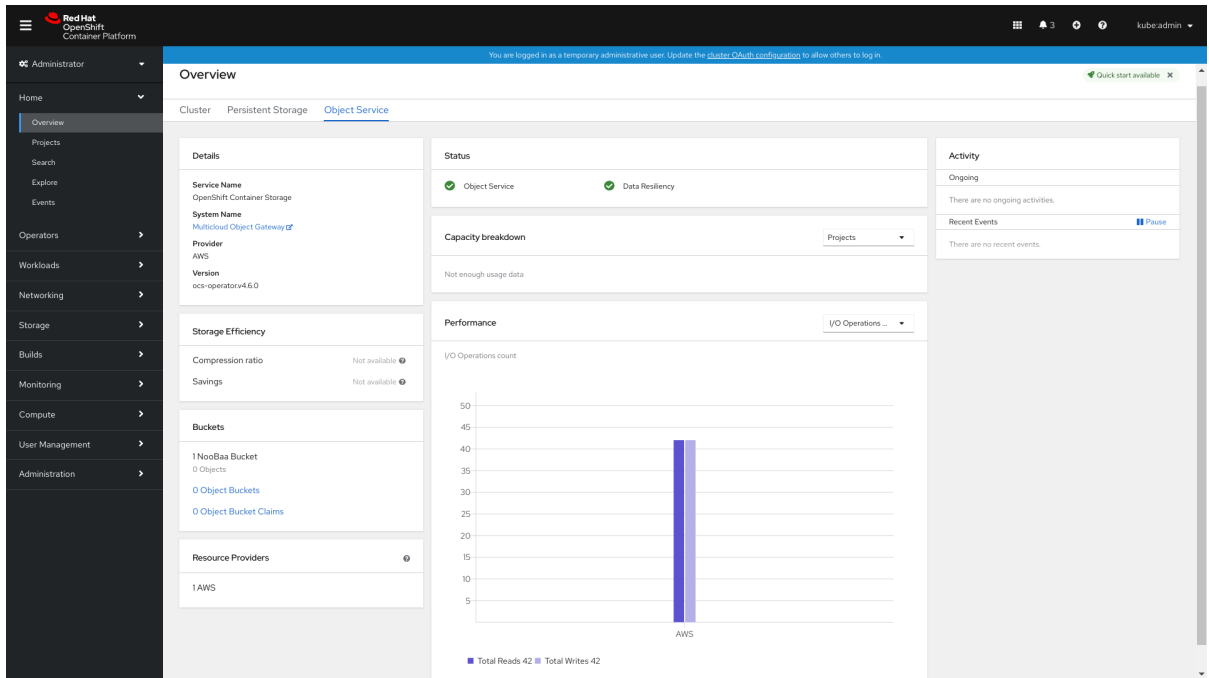 Red Hat
OpenShift
Container Platform
3
kube:admin
You are logged in as a temporary administrative user. Update the cluster OAuth configuration to allow others to log in.
Administrator
Home
Overview
Projects
Search
Explore
Events
Operators
Workloads
Networking
Storage
Builds
Monitoring
Compute
User Management
Administration
Overview
Quick start available
Cluster
Persistent Storage
Object Service
Details
Service Name
OpenShift Container Storage
System Name
Multicloud Object Gateway
Provider
AWS
Version
ocs-operator.v4.6.0
Storage Efficiency
Compression ratio
Not available
Savings
Not available
Buckets
1 NooBaa Bucket
0 Objects
0 Object Buckets
0 Object Bucket Claims
Resource Providers
1 AWS
Status
Object Service
Data Resiliency
Capacity breakdown
Projects
Not enough usage data
Performance
I/O Operations ...
I/O Operations count
50
45
40
35
30
25
20
15
10
5
AWS
Total Reads 42
Total Writes 42
Activity
Ongoing
There are no ongoing activities.
Recent Events
Pause
There are no recent events.